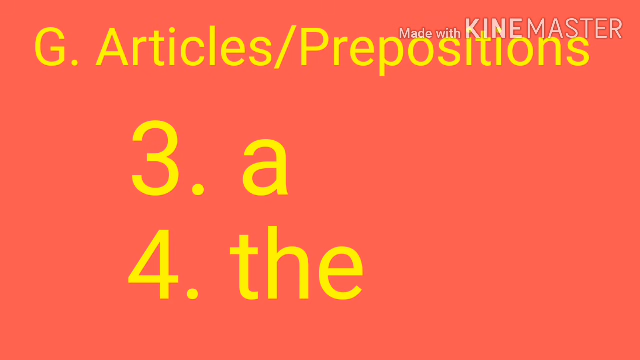 Made with KINEMASTER
G. Articles/Prepositions
3. a
4. the